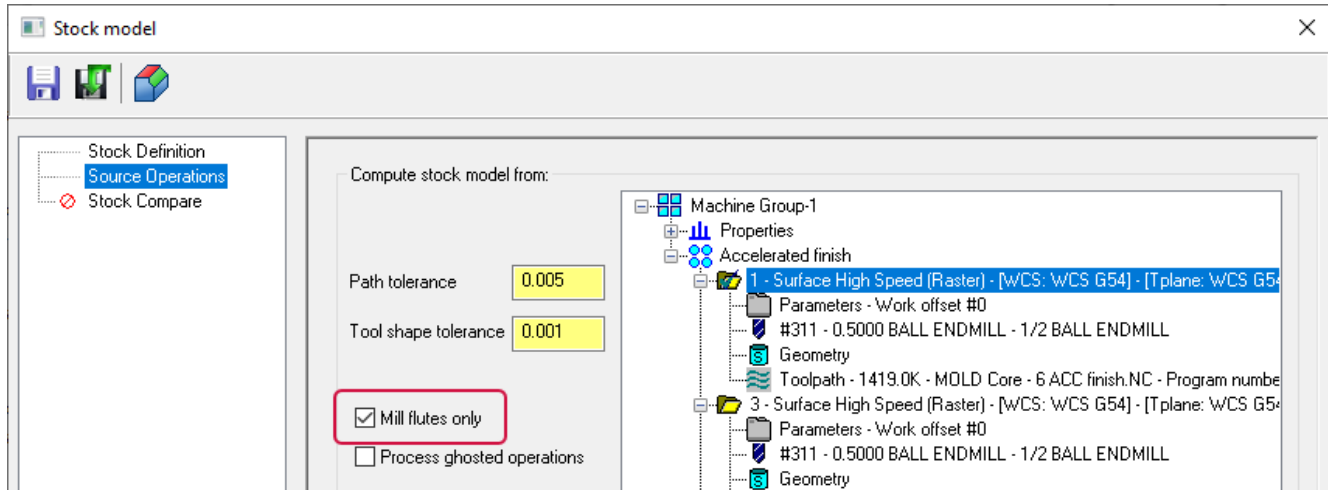 Stock model
Stock Definition
Source Operations
Stock Compare
Compute stock model from:
Path tolerance 0.005
Tool shape tolerance 0.001
Mill flutes only
Process ghosted operations
Machine Group-1
Properties
Accelerated finish
1 - Surface High Speed (Raster) - [WCS: WCS G54] - [Tplane: WCS G54
Parameters - Work offset #0
#311 - 0.5000 BALL ENDMILL - 1/2 BALL ENDMILL
Geometry
Toolpath - 1419.0K - MOLD Core - 6 ACC finish.NC - Program numbe
3 - Surface High Speed (Raster) - [WCS: WCS G54] - [Tplane: WCS G54
Parameters - Work offset #0
#311 - 0.5000 BALL ENDMILL - 1/2 BALL ENDMILL
Geometry